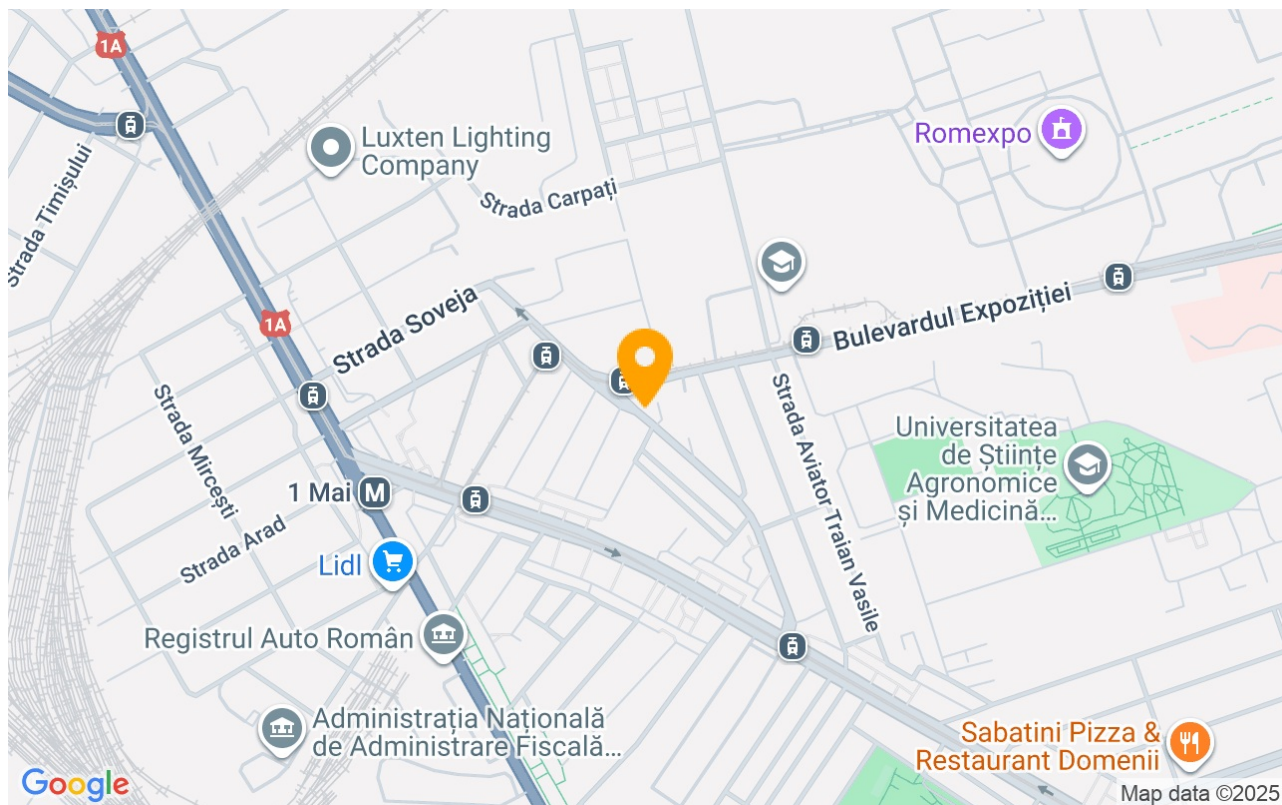 1A
Luxten Lighting
Company
Romexpo
Strada Timișului
Strada Carpați
Strada Soveja
1A
Bulevardul Expoziției
Strada Mircești
Strada Aviator Traian Vasile
Universitatea
de Științe
Agronomice
și Medicină...
1 Mai
M
Strada Arad
Lidl
Registrul Auto Român
Administrația Națională
de Administrare Fiscală...
Sabatini Pizza &
Restaurant Domenii
Google
Map data ©2025